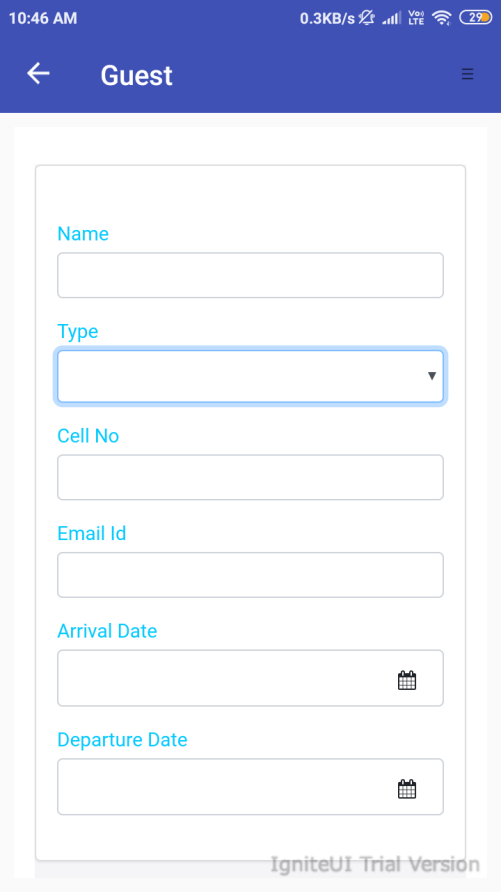 10:46 AM 0.3KB/s Vo) LTE 29
Guest
Name
Type
Cell No
Email Id
Arrival Date
Departure Date
IgniteUI Trial Version